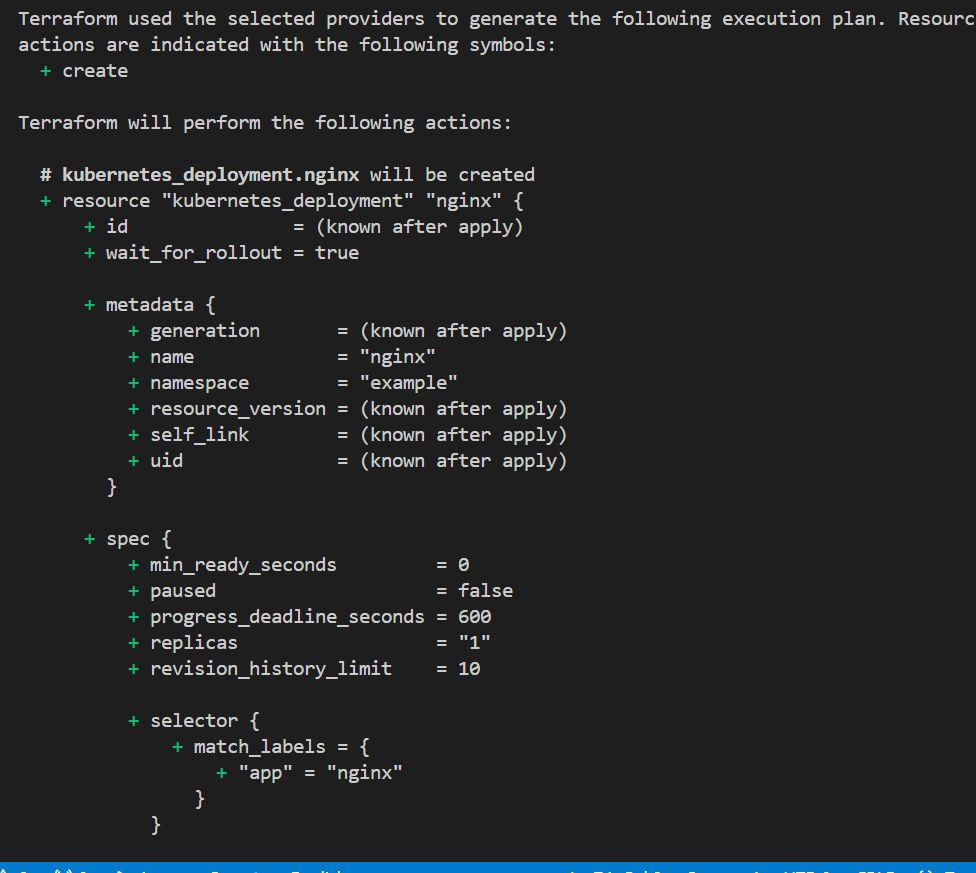 Terraform used the selected providers to generate the following execution plan. Resourc
actions are indicated with the following symbols:
  + create

Terraform will perform the following actions:

  # kubernetes_deployment.nginx will be created
  + resource "kubernetes_deployment" "nginx" {
      + id               = (known after apply)
      + wait_for_rollout = true

      + metadata {
          + generation       = (known after apply)
          + name             = "nginx"
          + namespace        = "example"
          + resource_version = (known after apply)
          + self_link        = (known after apply)
          + uid              = (known after apply)
        }

      + spec {
          + min_ready_seconds         = 0
          + paused                    = false
          + progress_deadline_seconds = 600
          + replicas                  = "1"
          + revision_history_limit    = 10

          + selector {
              + match_labels = {
                  + "app" = "nginx"
                }
            }